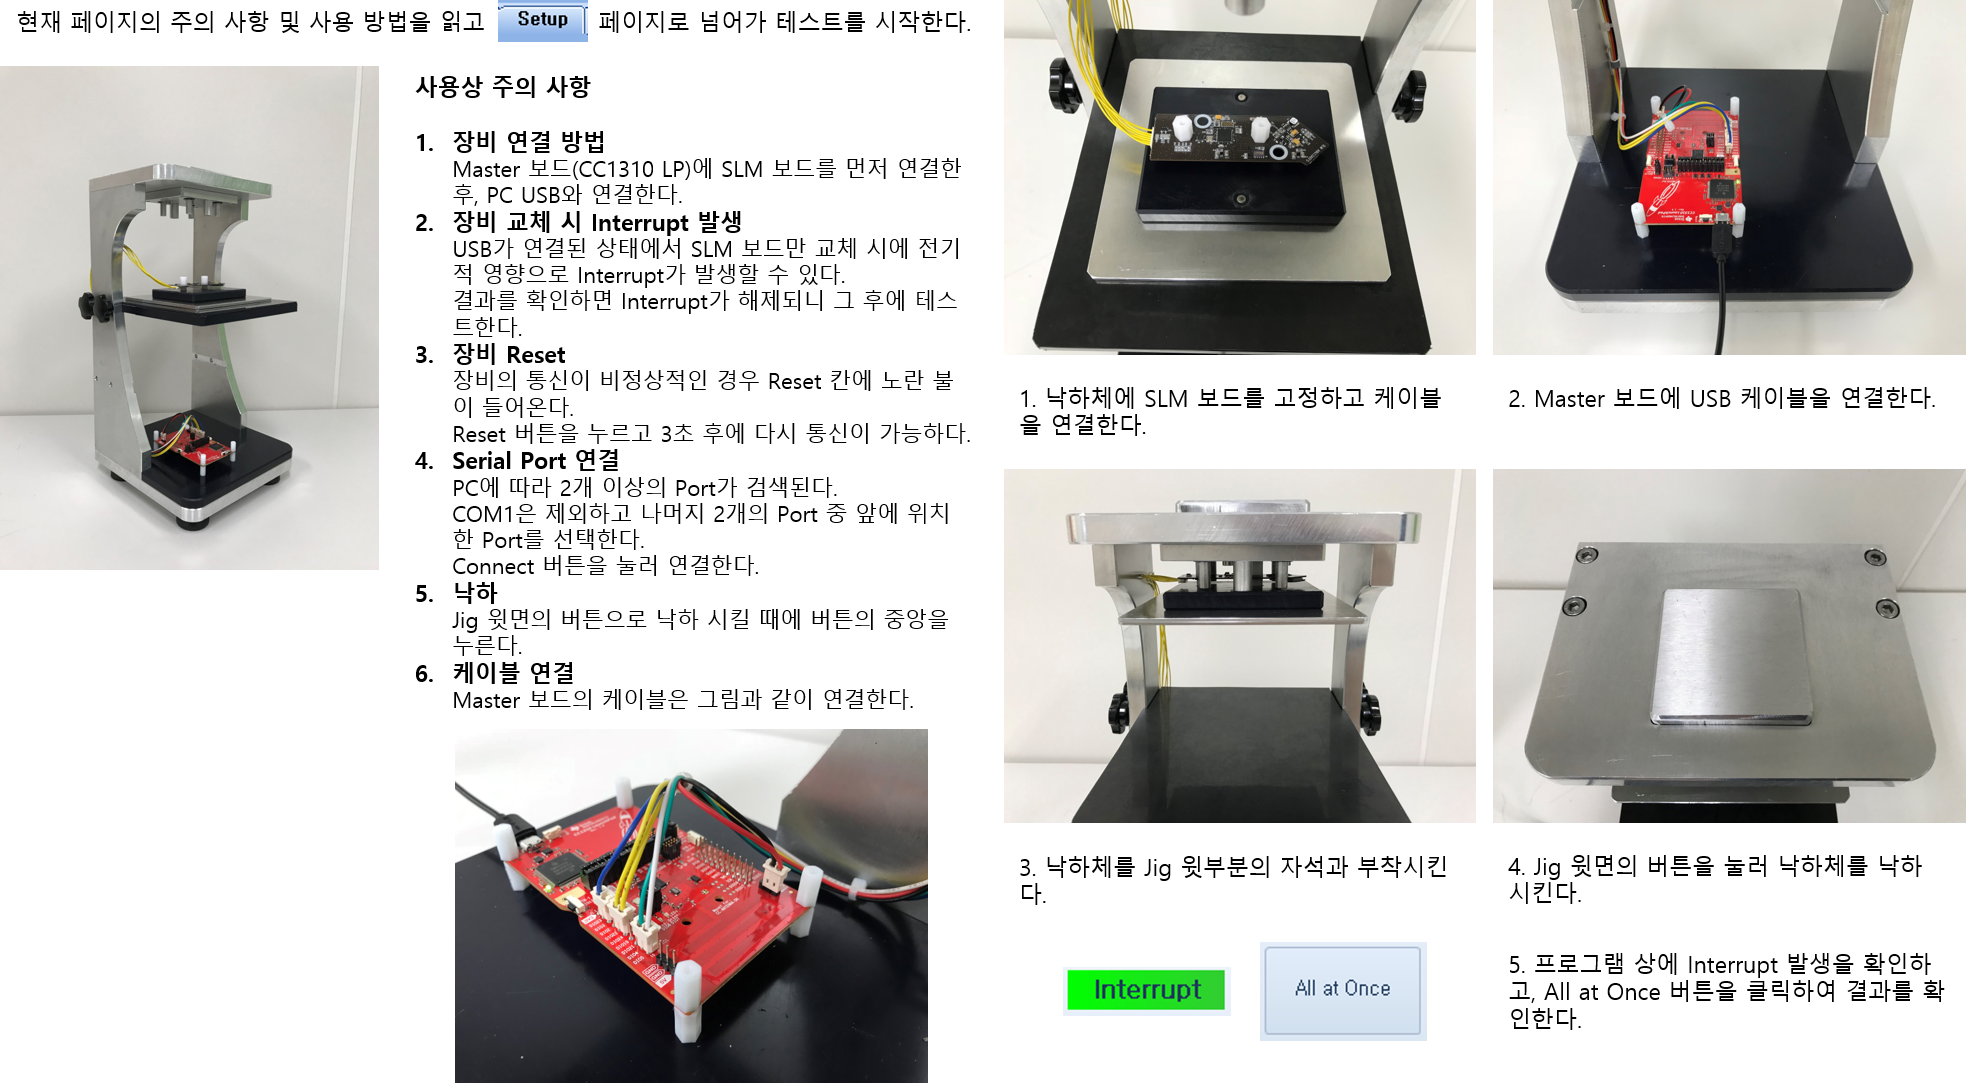 현재 페이지의 주의 사항 및 사용 방법을 읽고 Setup 페이지로 넘어가 테스트를 시작한다.
사용상 주의 사항
1. 장비 연결 방법
Master 보드(CC1310 LP)에 SLM 보드를 먼저 연결한
후, PC USB와 연결한다.
2. 장비 교체 시 Interrupt 발생
USB가 연결된 상태에서 SLM 보드만 교체 시에 전기
적 영향으로 Interrupt가 발생할 수 있다.
결과를 확인하면 Interrupt가 해제되니 그 후에 테스
트한다.
3. 장비 Reset
장비의 통신이 비정상적인 경우 Reset 칸에 노란 불
이 들어온다.
Reset 버튼을 누르고 3초 후에 다시 통신이 가능하다.
4. Serial Port 연결
PC에 따라 2개 이상의 Port가 검색된다.
COM1은 제외하고 나머지 2개의 Port 중 앞에 위치
한 Port를 선택한다.
Connect 버튼을 눌러 연결한다.
5. 낙하
Jig 윗면의 버튼으로 낙하 시킬 때에 버튼의 중앙을
누른다.
6. 케이블 연결
Master 보드의 케이블은 그림과 같이 연결한다.
1. 낙하체에 SLM 보드를 고정하고 케이블
을 연결한다.
2. Master 보드에 USB 케이블을 연결한다.
3. 낙하체를 Jig 윗부분의 자석과 부착시킨
다.
4. Jig 윗면의 버튼을 눌러 낙하체를 낙하
시킨다.
Interrupt
All at Once
5. 프로그램 상에 Interrupt 발생을 확인하
고, All at Once 버튼을 클릭하여 결과를 확
인한다.